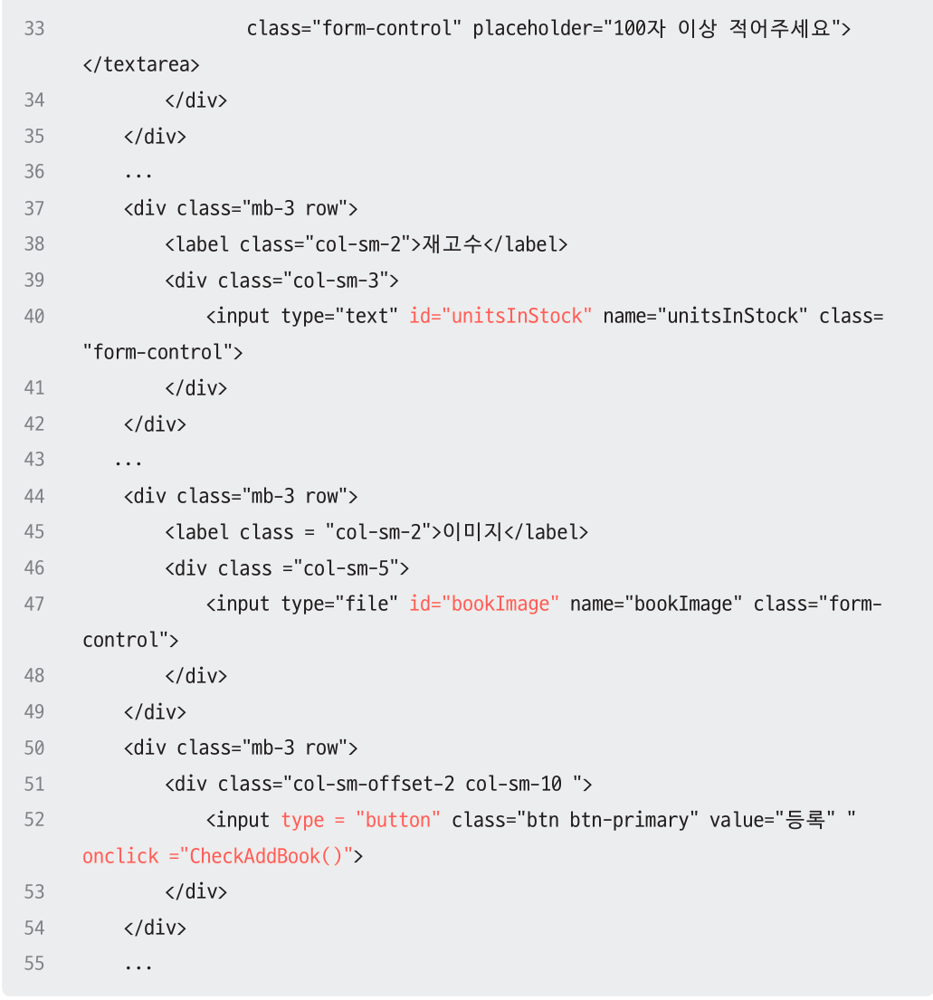 33 class="form-control" placeholder="100자 이상 적어주세요">
</textarea>
34 </div>
35 </div>
36 ...
37 <div class="mb-3 row">
38 <label class="col-sm-2">재고수</label>
39 <div class="col-sm-3">
40 <input type="text" id="unitsInStock" name="unitsInStock" class=
"form-control">
41 </div>
42 </div>
43 ...
44 <div class="mb-3 row">
45 <label class = "col-sm-2">이미지</label>
46 <div class ="col-sm-5">
47 <input type="file" id="bookImage" name="bookImage" class="form-
control">
48 </div>
49 </div>
50 <div class="mb-3 row">
51 <div class="col-sm-offset-2 col-sm-10 ">
52 <input type = "button" class="btn btn-primary" value="등록" "
onclick ="CheckAddBook()">
53 </div>
54 </div>
55 ...